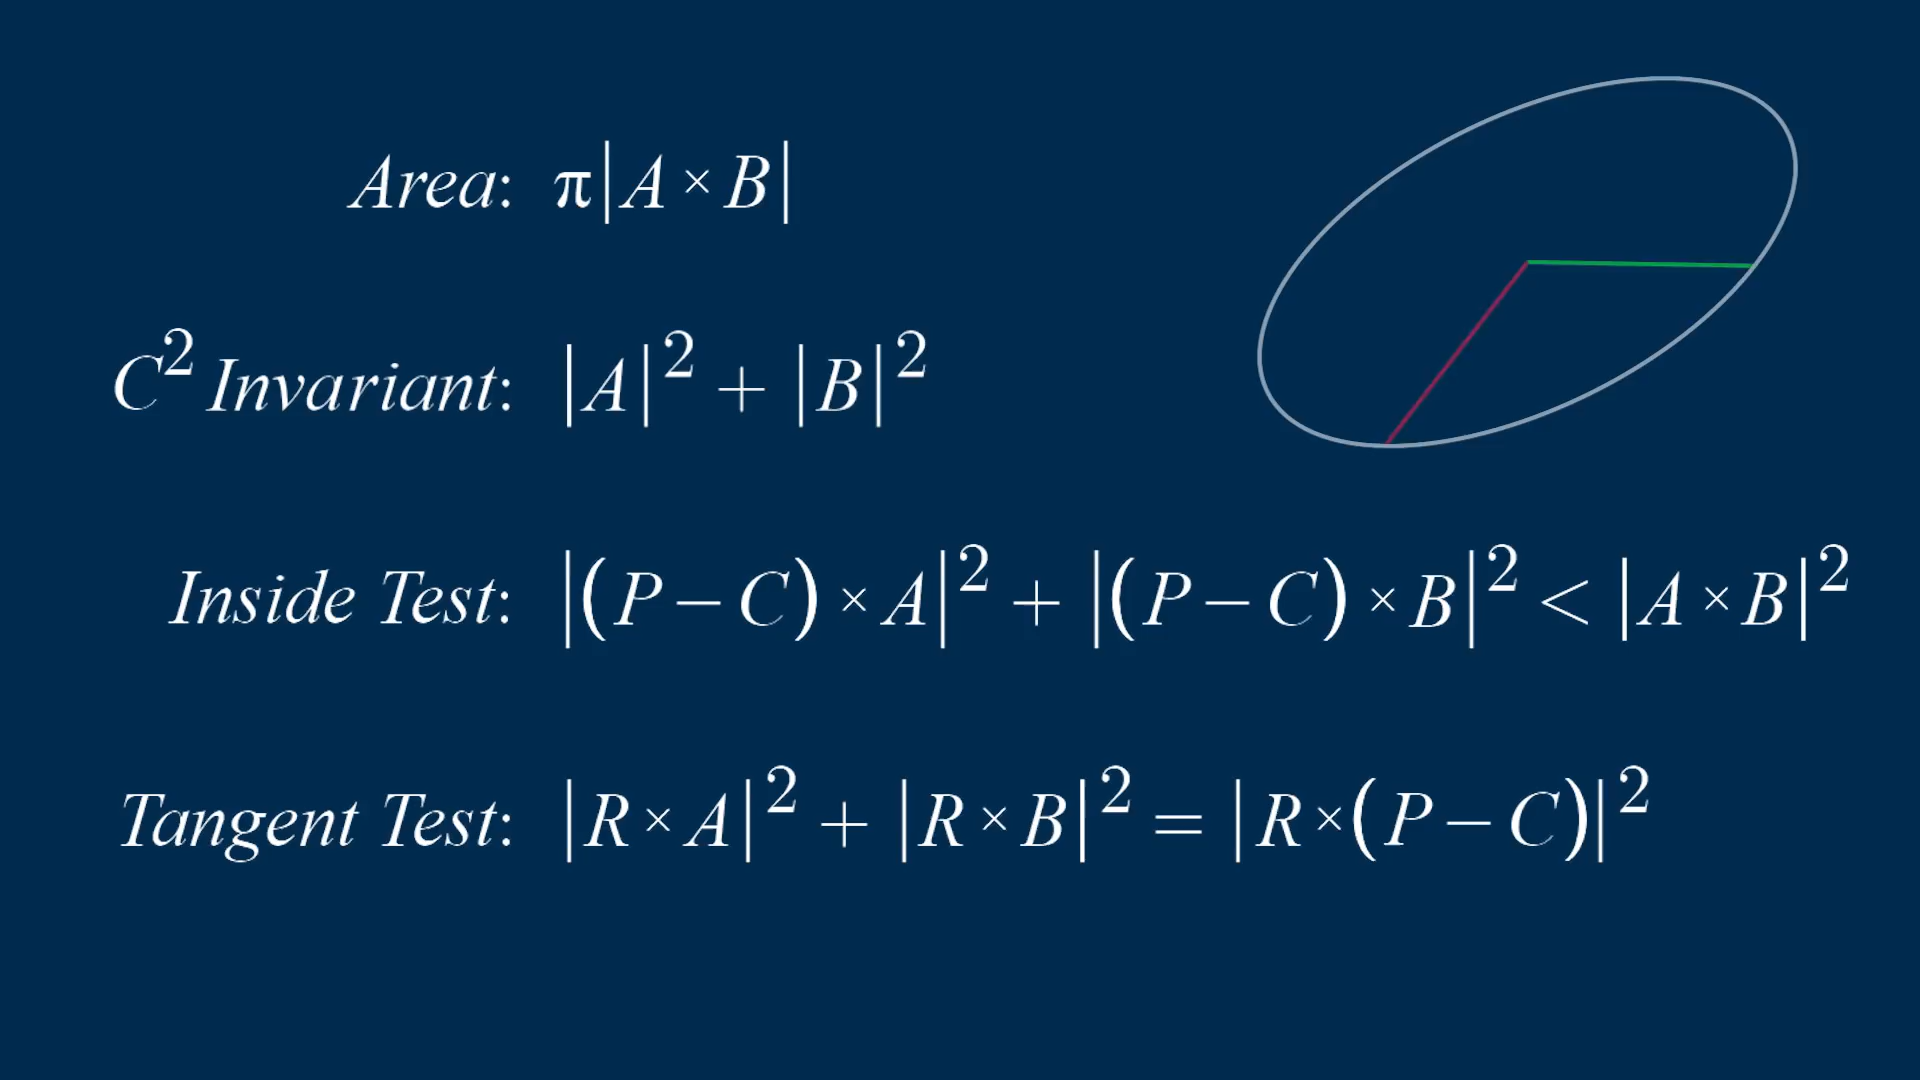 Area: π|A × B|
C² Invariant: |A|² + |B|²
Inside Test: |(P − C) × A|² + |(P − C) × B|² < |A × B|²
Tangent Test: |R × A|² + |R × B|² = |R × (P − C)|²